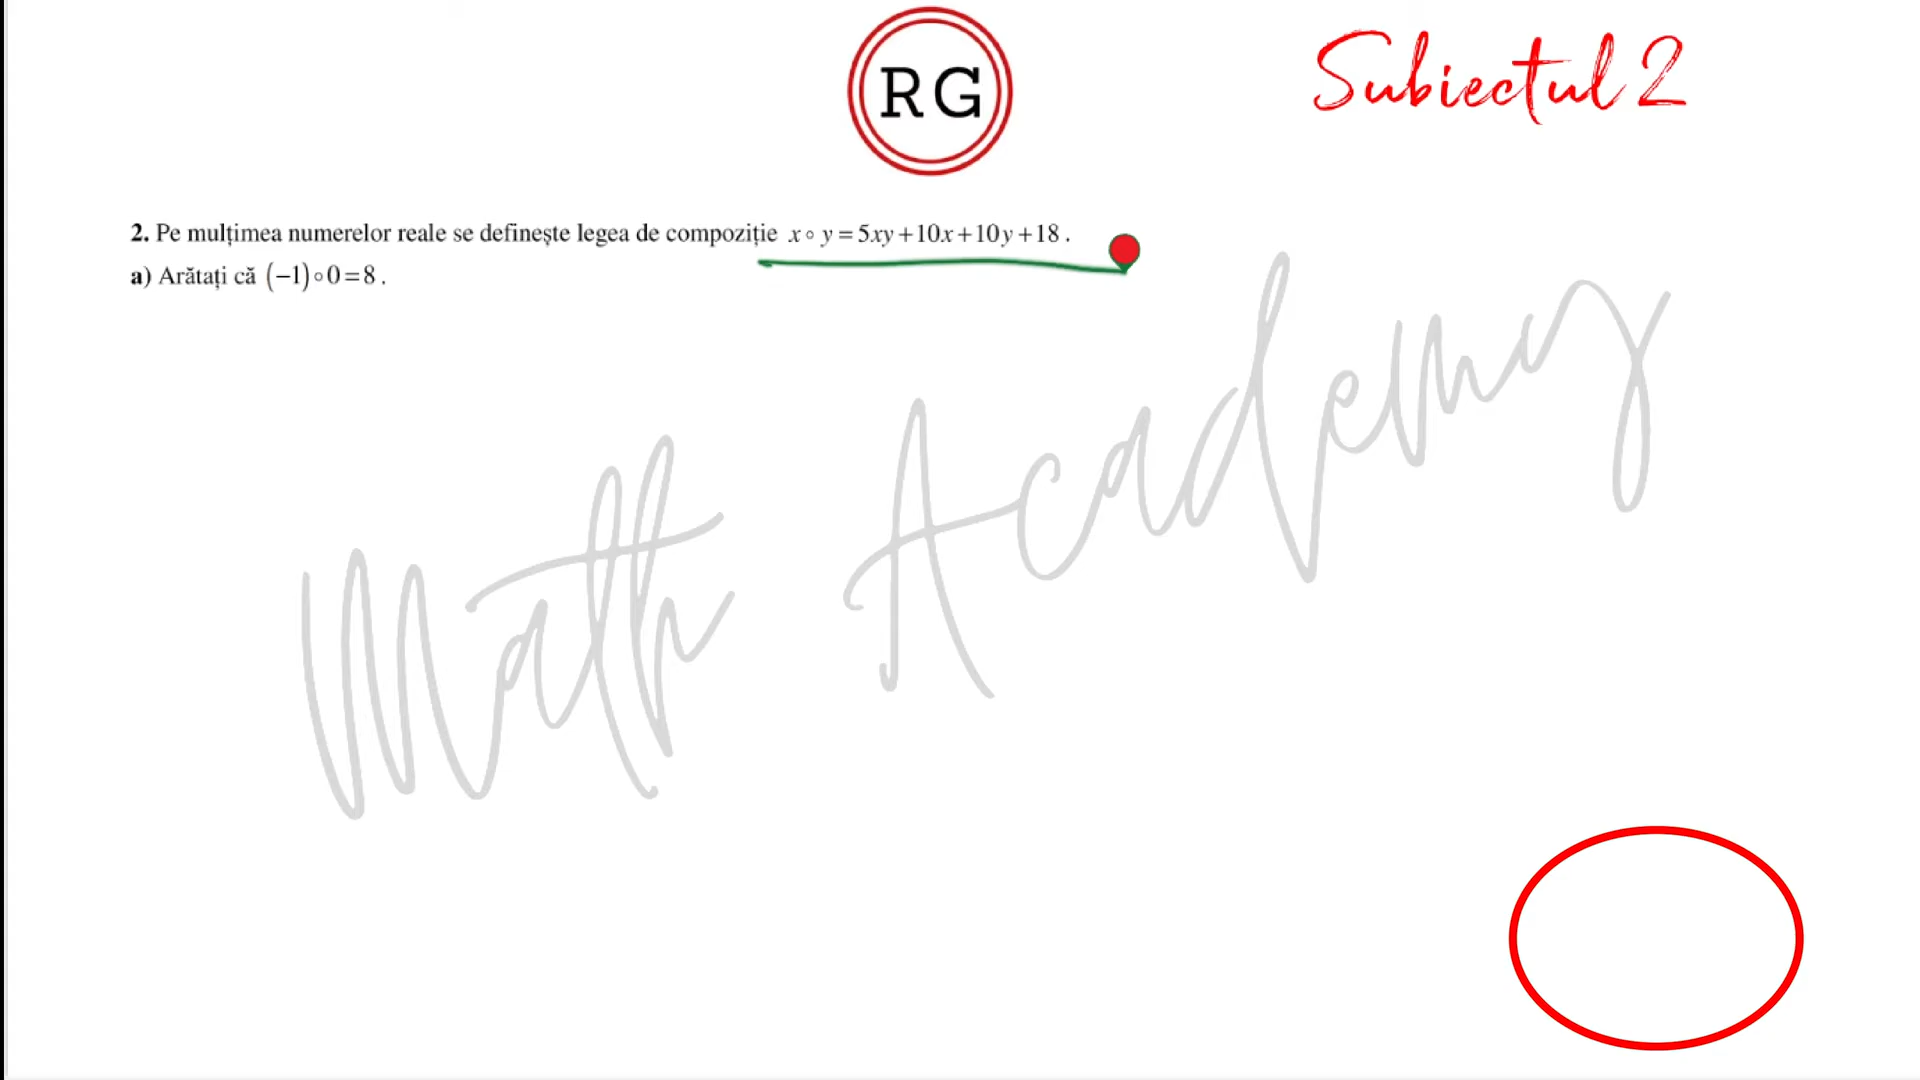 RG
Subiectul 2
2. Pe mulțimea numerelor reale se definește legea de compoziție x∘y=5xy+10x+10y+18.
a) Arătați că (−1)∘0=8.
Math Academy